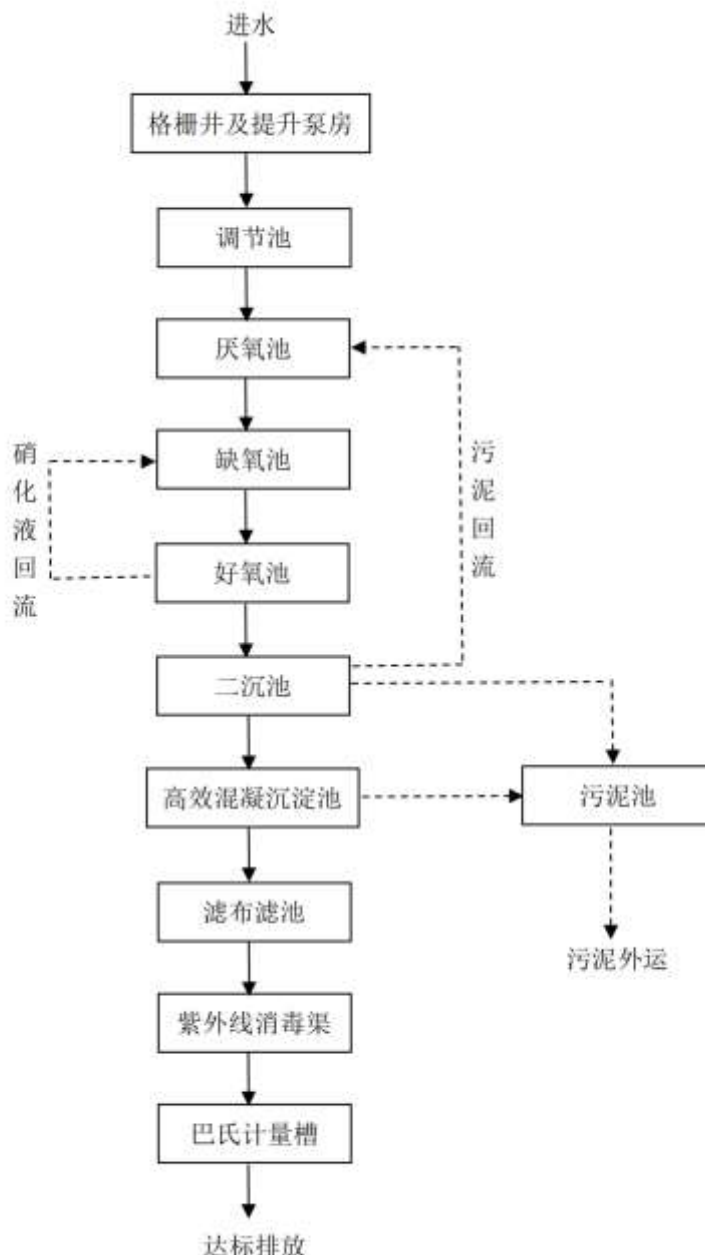 进水
格栅井及提升泵房
调节池
厌氧池
缺氧池
硝化液回流
污泥回流
好氧池
二沉池
高效混凝沉淀池
污泥池
滤布滤池
污泥外运
紫外线消毒渠
巴氏计量槽
达标排放